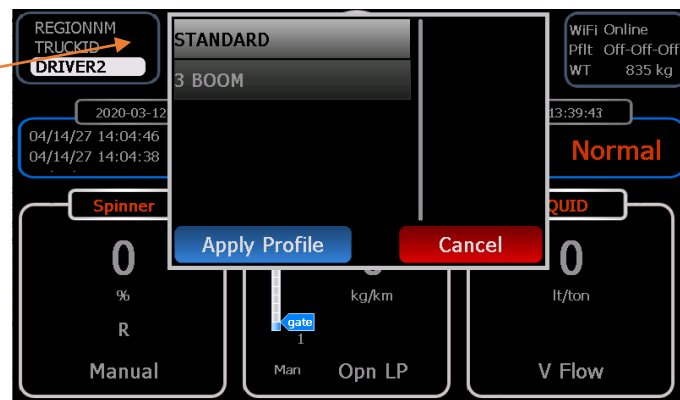 REGIONNM
TRUCKID
DRIVER2
STANDARD
3 BOOM
WiFi Online
Pflt Off-Off-Off
WT 835 kg
2020-03-12
13:39:43
04/14/27 14:04:46
04/14/27 14:04:38
Normal
Apply Profile
Cancel
Spinner
0
%
R
Manual
kg/km
gate
1
Man Opn LP
QUID
0
lt/ton
V Flow